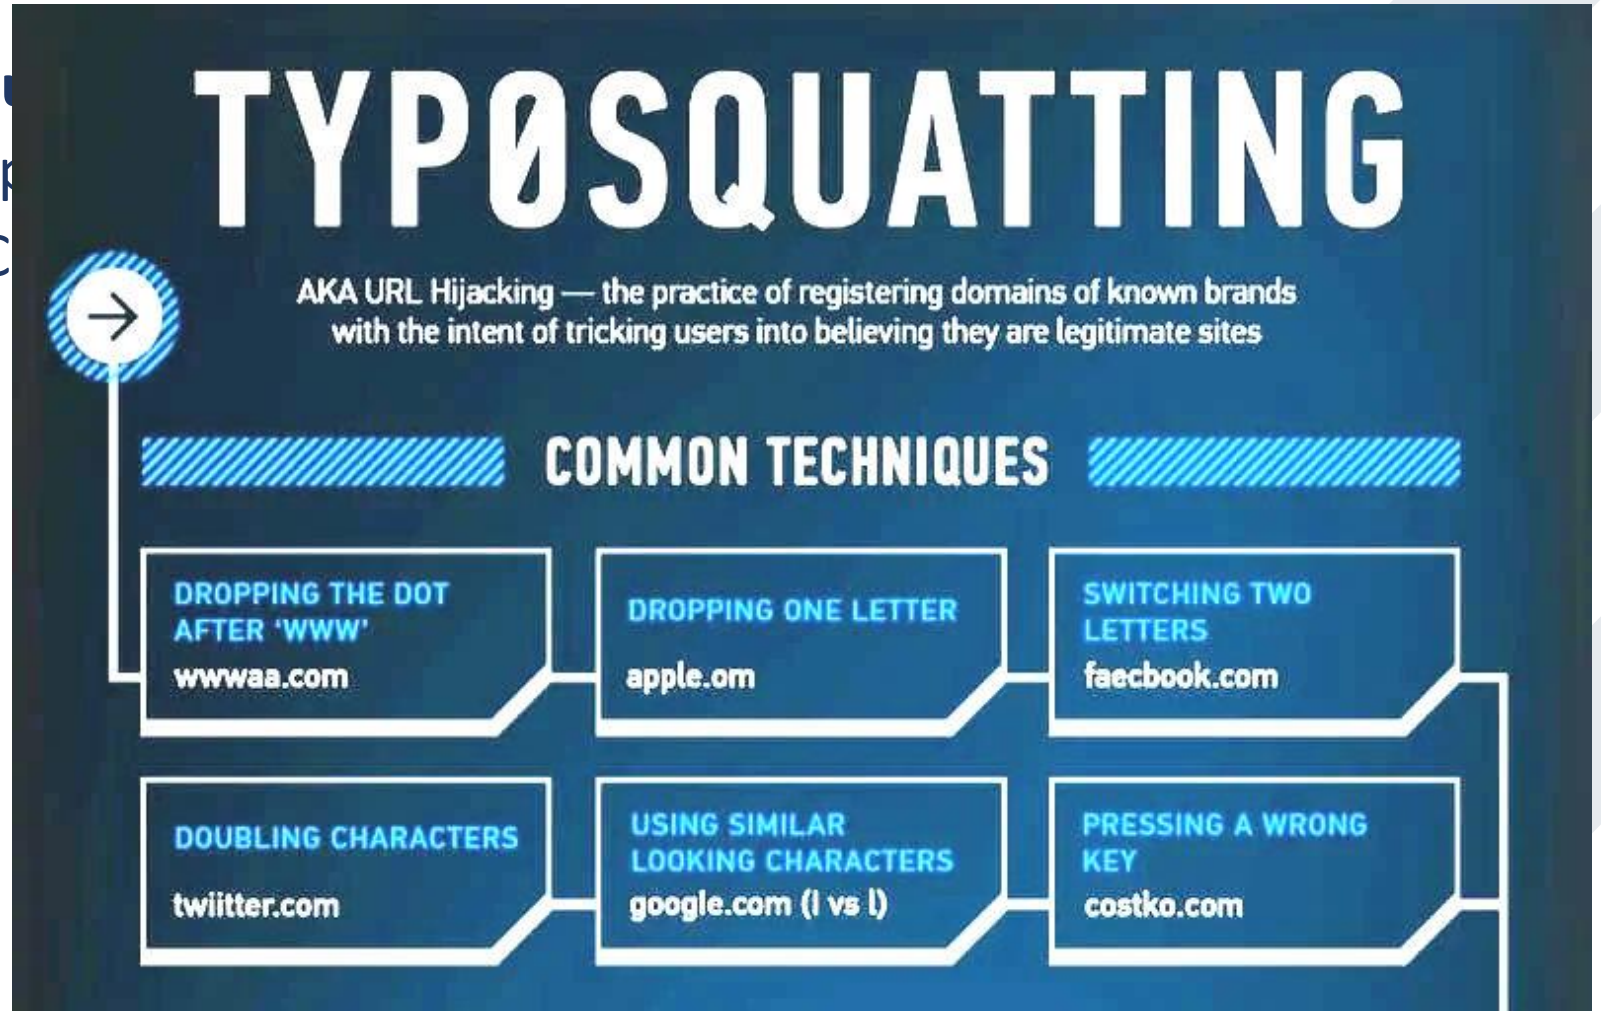 TYPØSQUATTING
AKA URL Hijacking — the practice of registering domains of known brands
with the intent of tricking users into believing they are legitimate sites
COMMON TECHNIQUES
DROPPING THE DOT
AFTER ‘WWW’
wwwaa.com
DROPPING ONE LETTER
apple.om
SWITCHING TWO
LETTERS
faecbook.com
DOUBLING CHARACTERS
twiitter.com
USING SIMILAR
LOOKING CHARACTERS
google.com (I vs l)
PRESSING A WRONG
KEY
costko.com